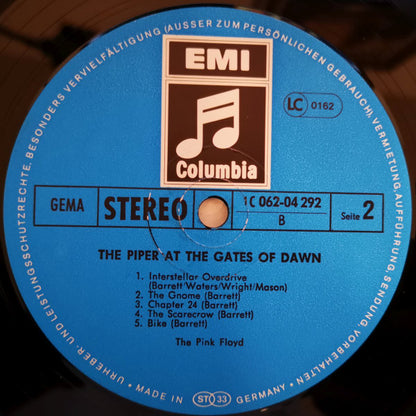 EMI
Columbia
LC 0162
GEMA
STEREO
1C 062-04 292
B
Seite 2
THE PIPER AT THE GATES OF DAWN
1. Interstellar Overdrive
(Barrett/Waters/Wright/Mason)
2. The Gnome (Barrett)
3. Chapter 24 (Barrett)
4. The Scarecrow (Barrett)
5. Bike (Barrett)
The Pink Floyd
URHEBER UND LEISTUNGSSCHUTZRECHTE, BESONDERS VERVIELFÄLTIGUNG (AUSSER ZUM PERSÖNLICHEN GEBRAUCH), VERMIETUNG, AUFFÜHRUNG, SENDUNG, VORBEHALTEN
• MADE IN ST 33 GERMANY •